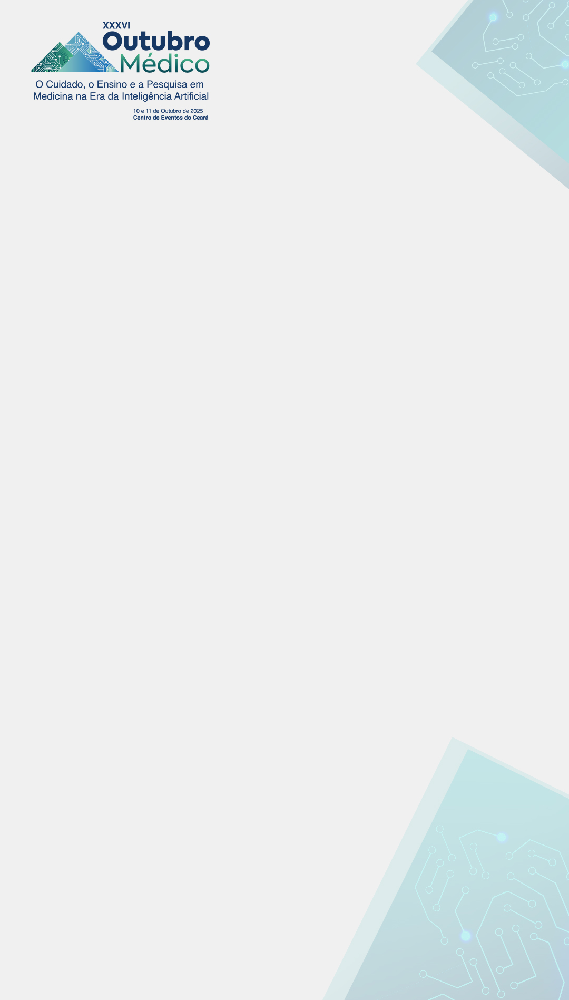 XXXVI
Outubro
Médico
O Cuidado, o Ensino e a Pesquisa em
Medicina na Era da Inteligência Artificial
10 e 11 de Outubro de 2025
Centro de Eventos do Ceará